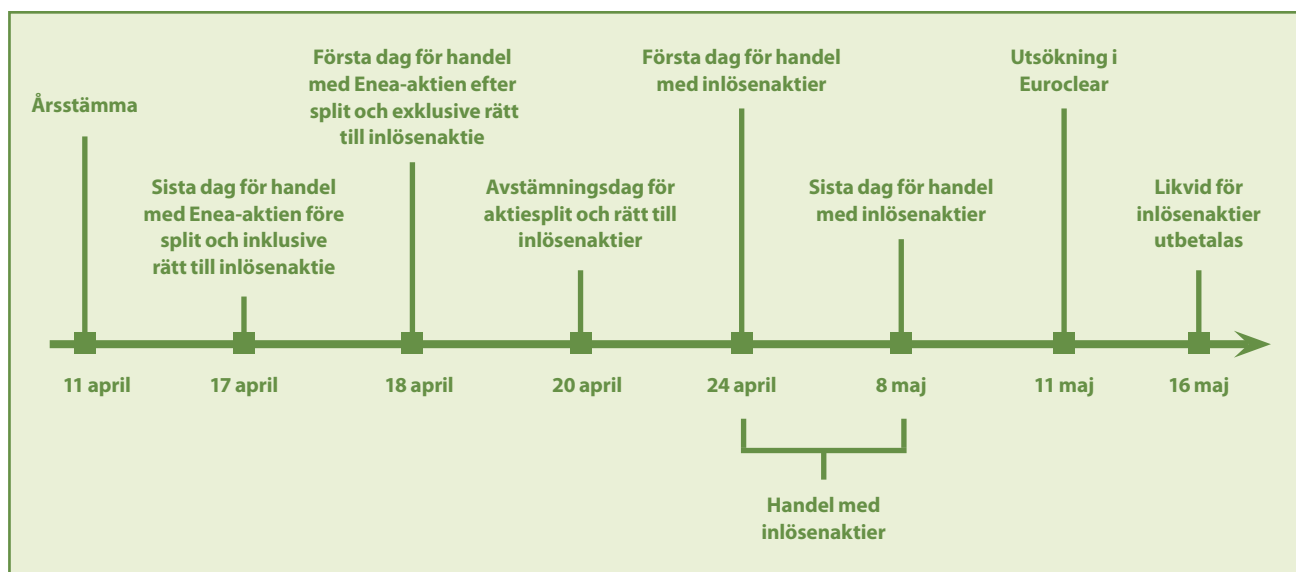 Årsstämma
Sista dag för handel
med Enea-aktien före
split och inklusive
rätt till inlösenaktie
Första dag för handel
med Enea-aktien efter
split och exklusive rätt
till inlösenaktie
Avstämningsdag för
aktiesplit och rätt till
inlösenaktier
Första dag för handel
med inlösenaktier
Sista dag för handel
med inlösenaktier
Utsökning i
Euroclear
Likvid för
inlösenaktier
utbetalas
11 april
17 april
18 april
20 april
24 april
8 maj
11 maj
16 maj
Handel med
inlösenaktier